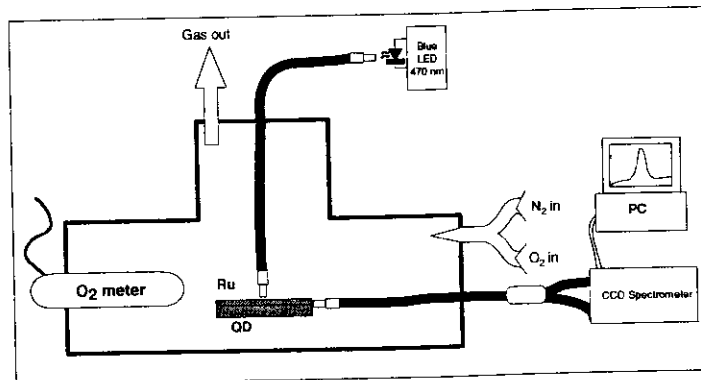 Gas out
Blue
LED
470 nm
N2 in
PC
O2 in
Ru
O2 meter
QD
CCD Spectrometer